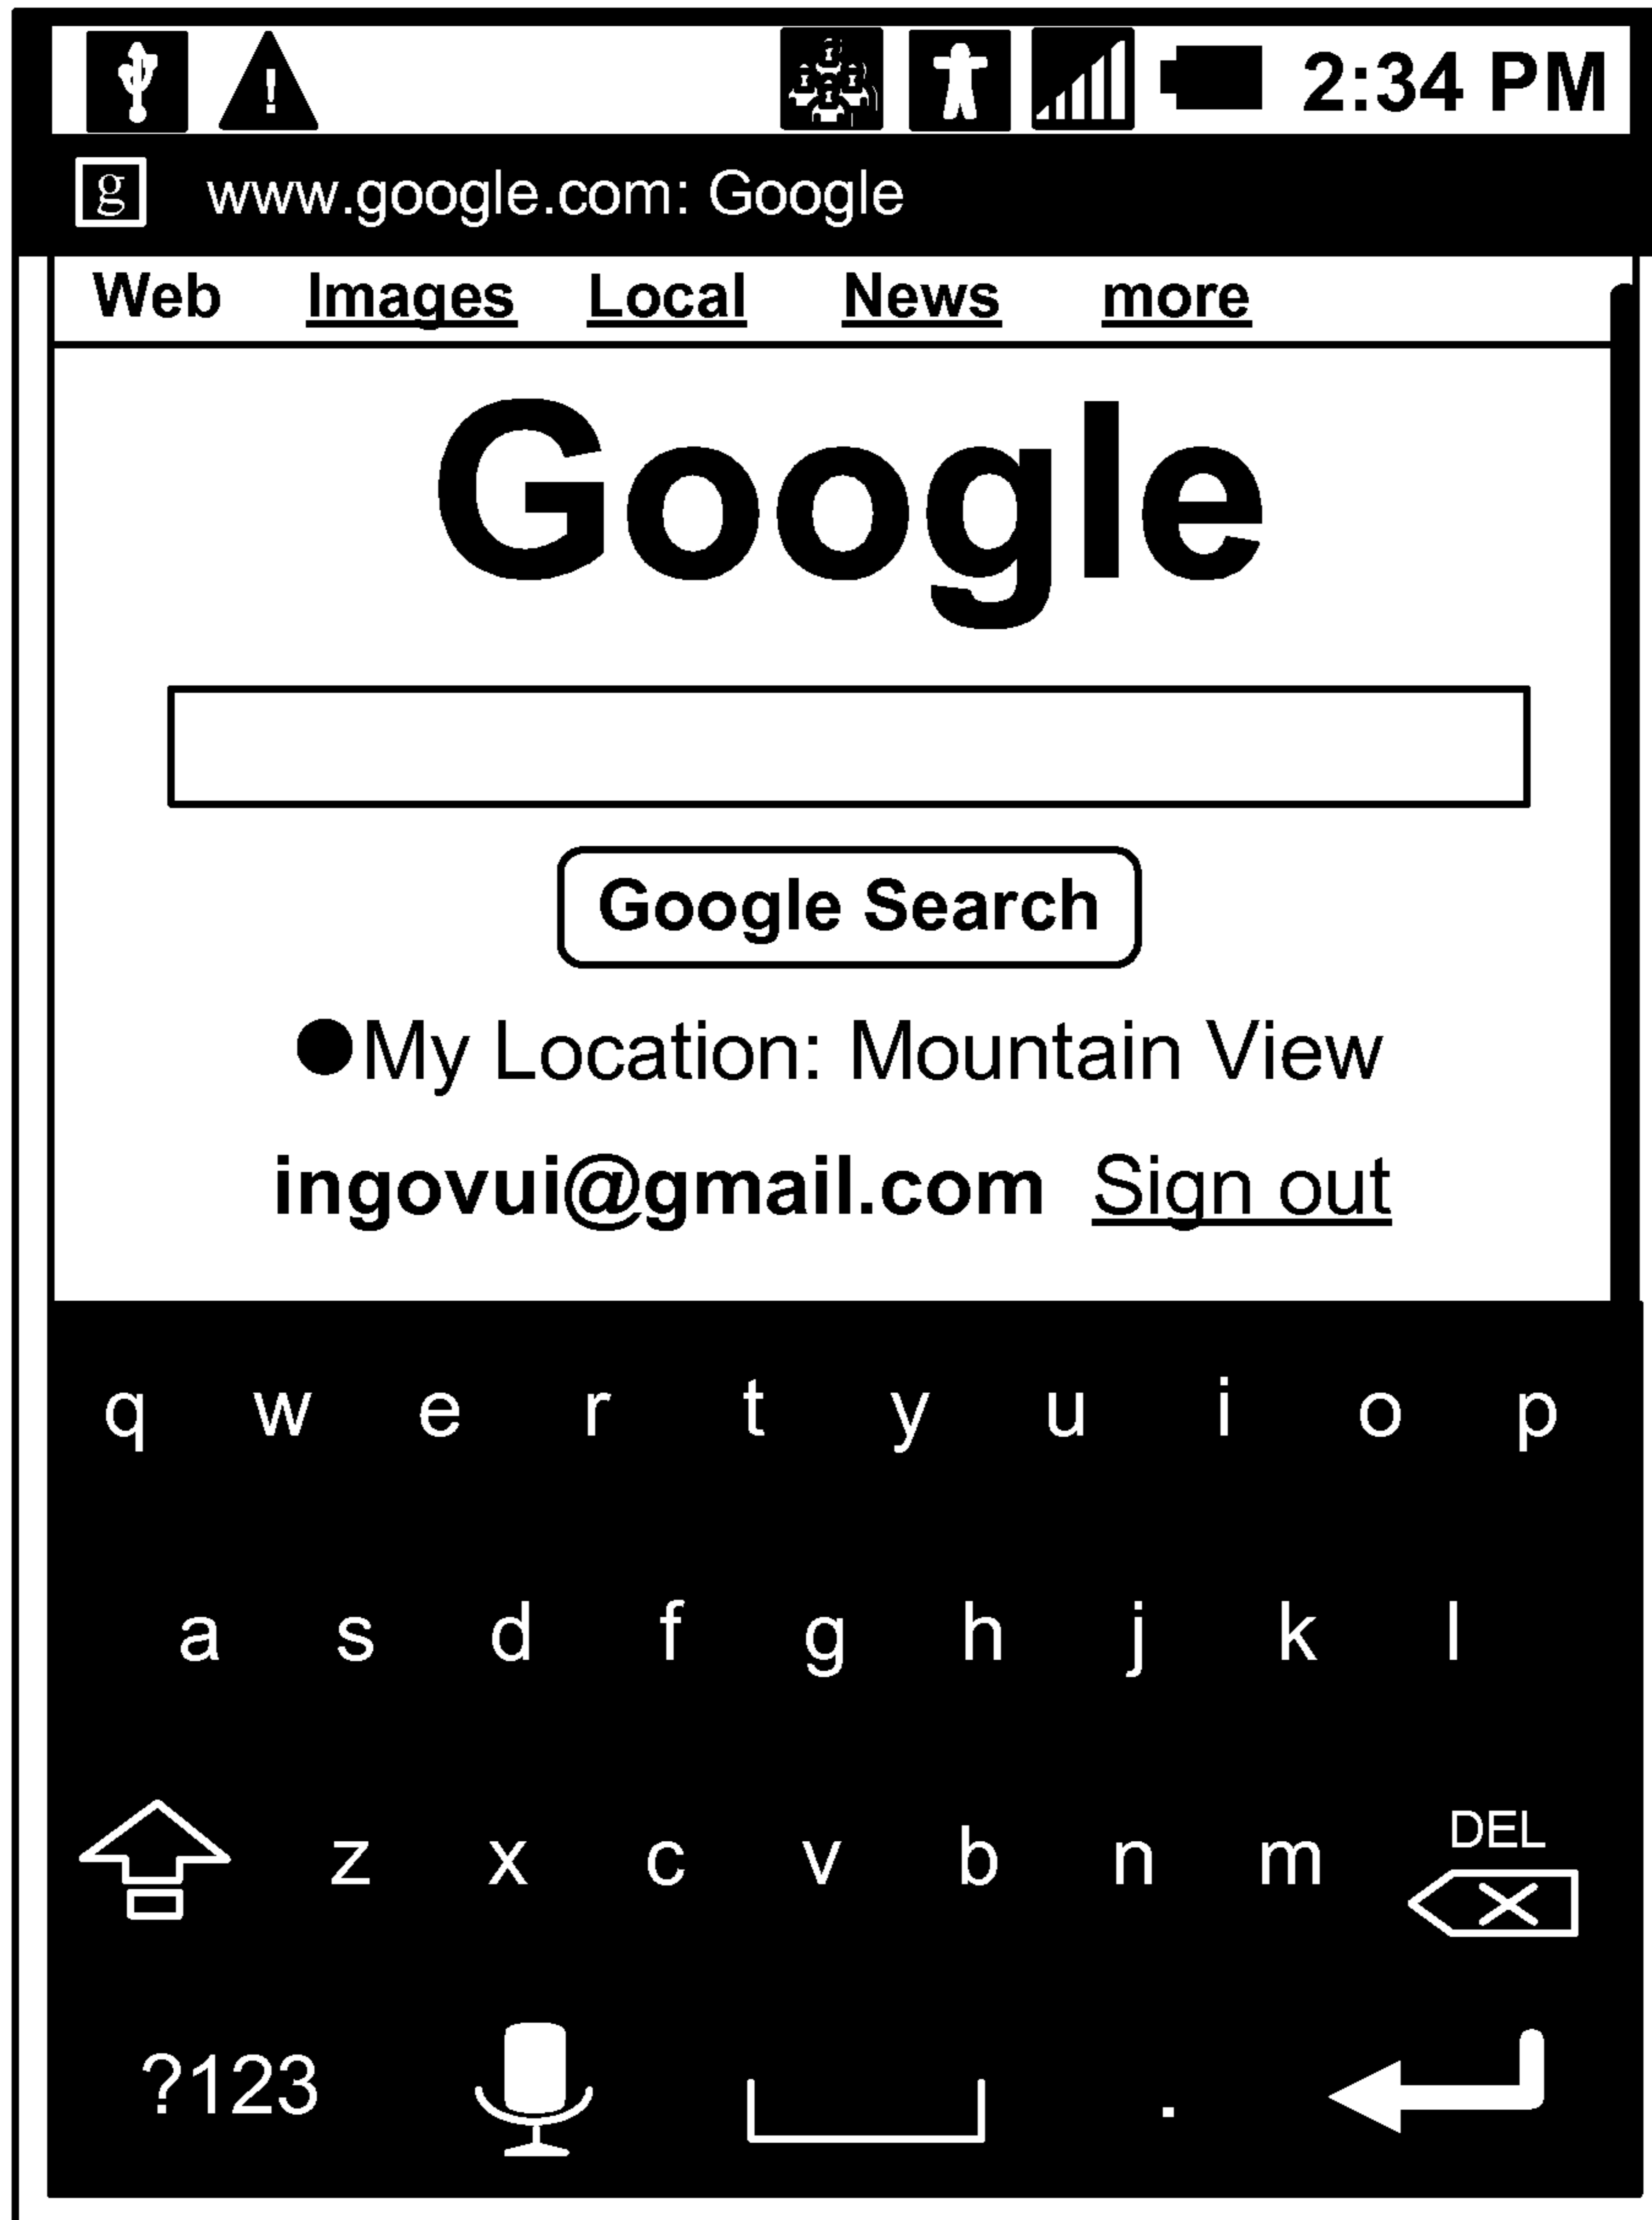 2:34 PM
g www.google.com: Google
Web Images Local News more
Google
Google Search
My Location: Mountain View
ingovui@gmail.com Sign out
q w e r t y u i o p
a s d f g h j k l
z x c v b n m DEL
?123 .